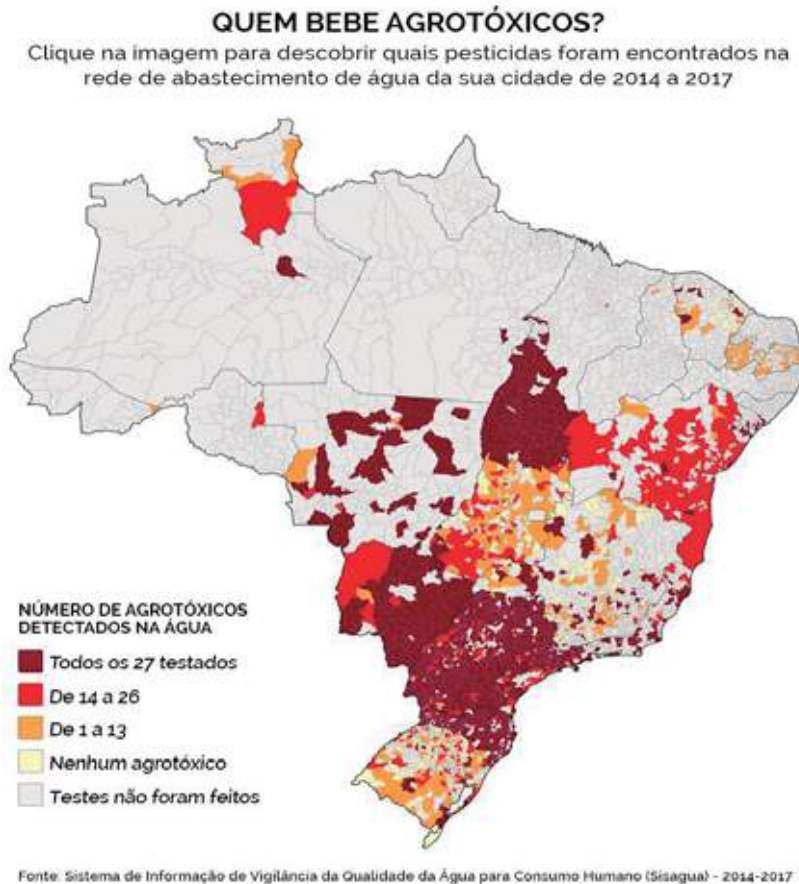 QUEM BEBE AGROTÓXICOS?
Clique na imagem para descobrir quais pesticidas foram encontrados na
rede de abastecimento de água da sua cidade de 2014 a 2017
NÚMERO DE AGROTÓXICOS
DETECTADOS NA ÁGUA
Todos os 27 testados
De 14 a 26
De 1 a 13
Nenhum agrotóxico
Testes não foram feitos
Fonte: Sistema de Informação de Vigilância da Qualidade da Água para Consumo Humano (Sisagua) - 2014-2017